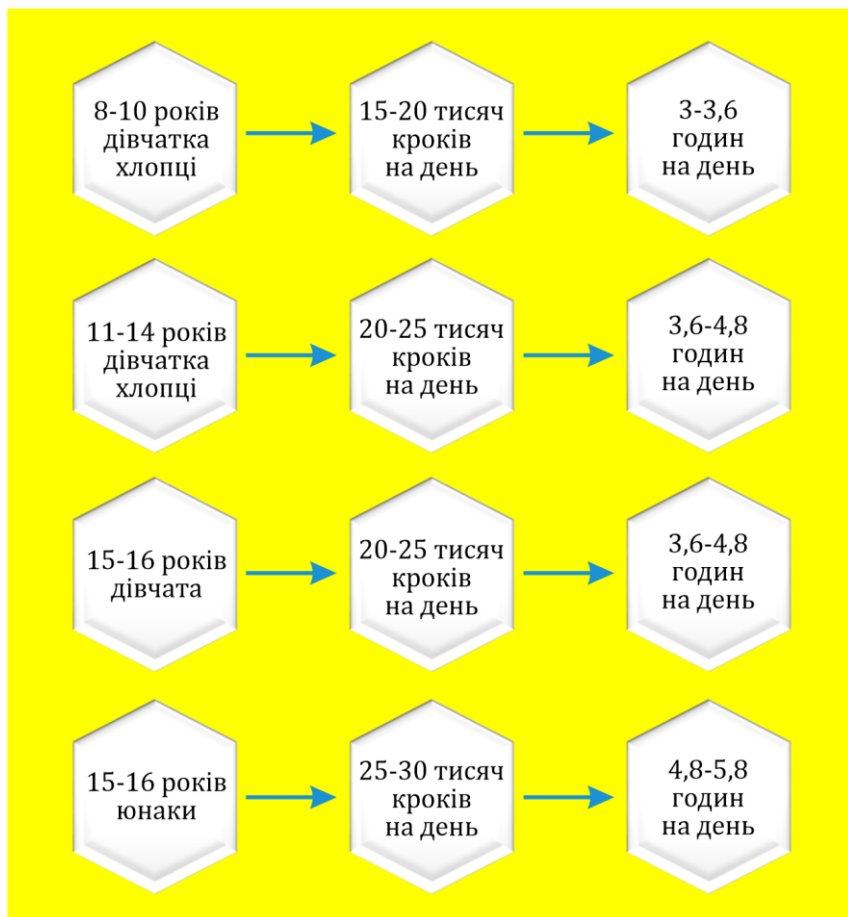 8-10 років
дівчатка
хлопці
15-20 тисяч
кроків
на день
3-3,6
годин
на день
11-14 років
дівчатка
хлопці
20-25 тисяч
кроків
на день
3,6-4,8
годин
на день
15-16 років
дівчата
20-25 тисяч
кроків
на день
3,6-4,8
годин
на день
15-16 років
юнаки
25-30 тисяч
кроків
на день
4,8-5,8
годин
на день